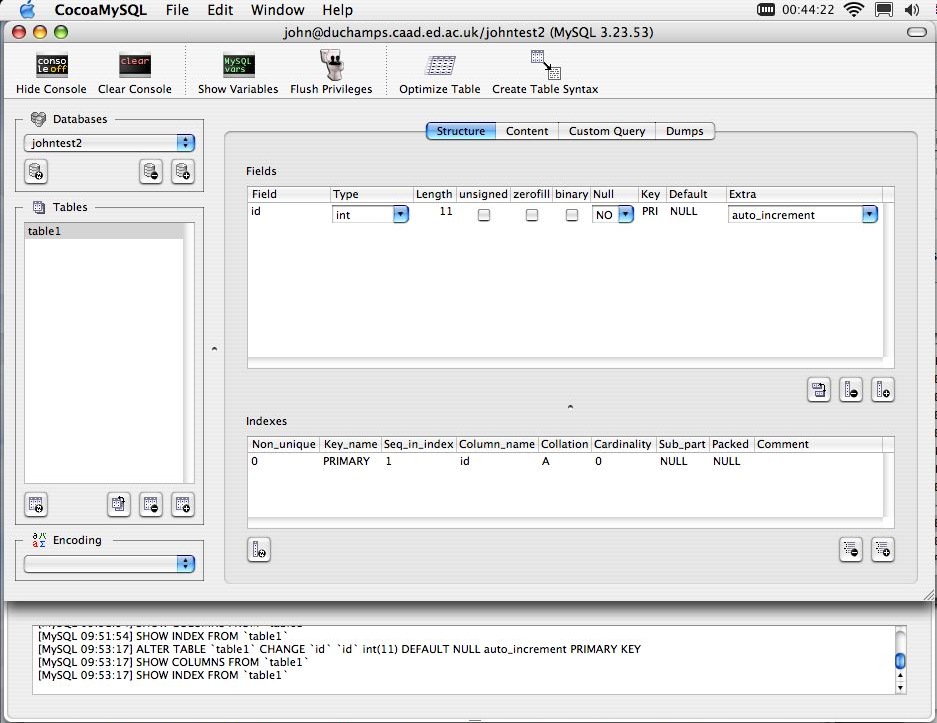 CocoaMySQL File Edit Window Help 00:44:22
john@duchamps.caad.ed.ac.uk/johntest2 (MySQL 3.23.53)
conso
le off
clear
MySQL
vars
Hide Console Clear Console Show Variables Flush Privileges Optimize Table Create Table Syntax
Databases
johntest2
Tables
table1
Encoding
Structure Content Custom Query Dumps
Fields
Field Type Length unsigned zerofill binary Null Key Default Extra
id int 11 NO PRI NULL auto_increment
Indexes
Non_unique Key_name Seq_in_index Column_name Collation Cardinality Sub_part Packed Comment
0 PRIMARY 1 id A 0 NULL NULL
[MySQL 09:51:54] SHOW INDEX FROM `table1`
[MySQL 09:53:17] ALTER TABLE `table1` CHANGE `id` `id` int(11) DEFAULT NULL auto_increment PRIMARY KEY
[MySQL 09:53:17] SHOW COLUMNS FROM `table1`
[MySQL 09:53:17] SHOW INDEX FROM `table1`